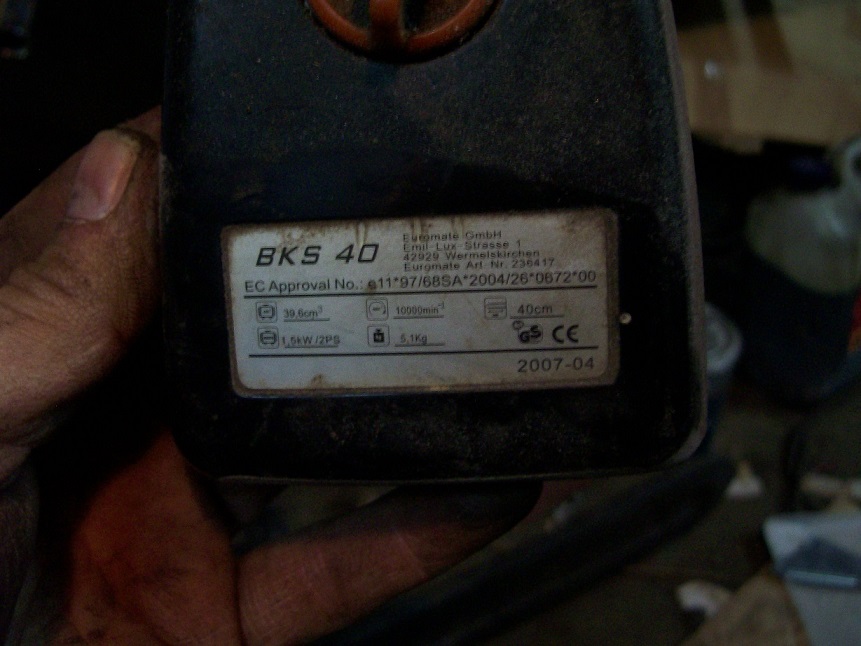 BKS 40
Euromate GmbH
Emil-Lux-Strasse 1
42929 Wermelskirchen
Euromate Art. Nr. 236417
EC Approval No.: e11*97/68SA*2004/26*0672*00
39,6cm³ 10000min⁻¹ 40cm
1,5kW/2PS 5,1Kg GS CE
2007-04